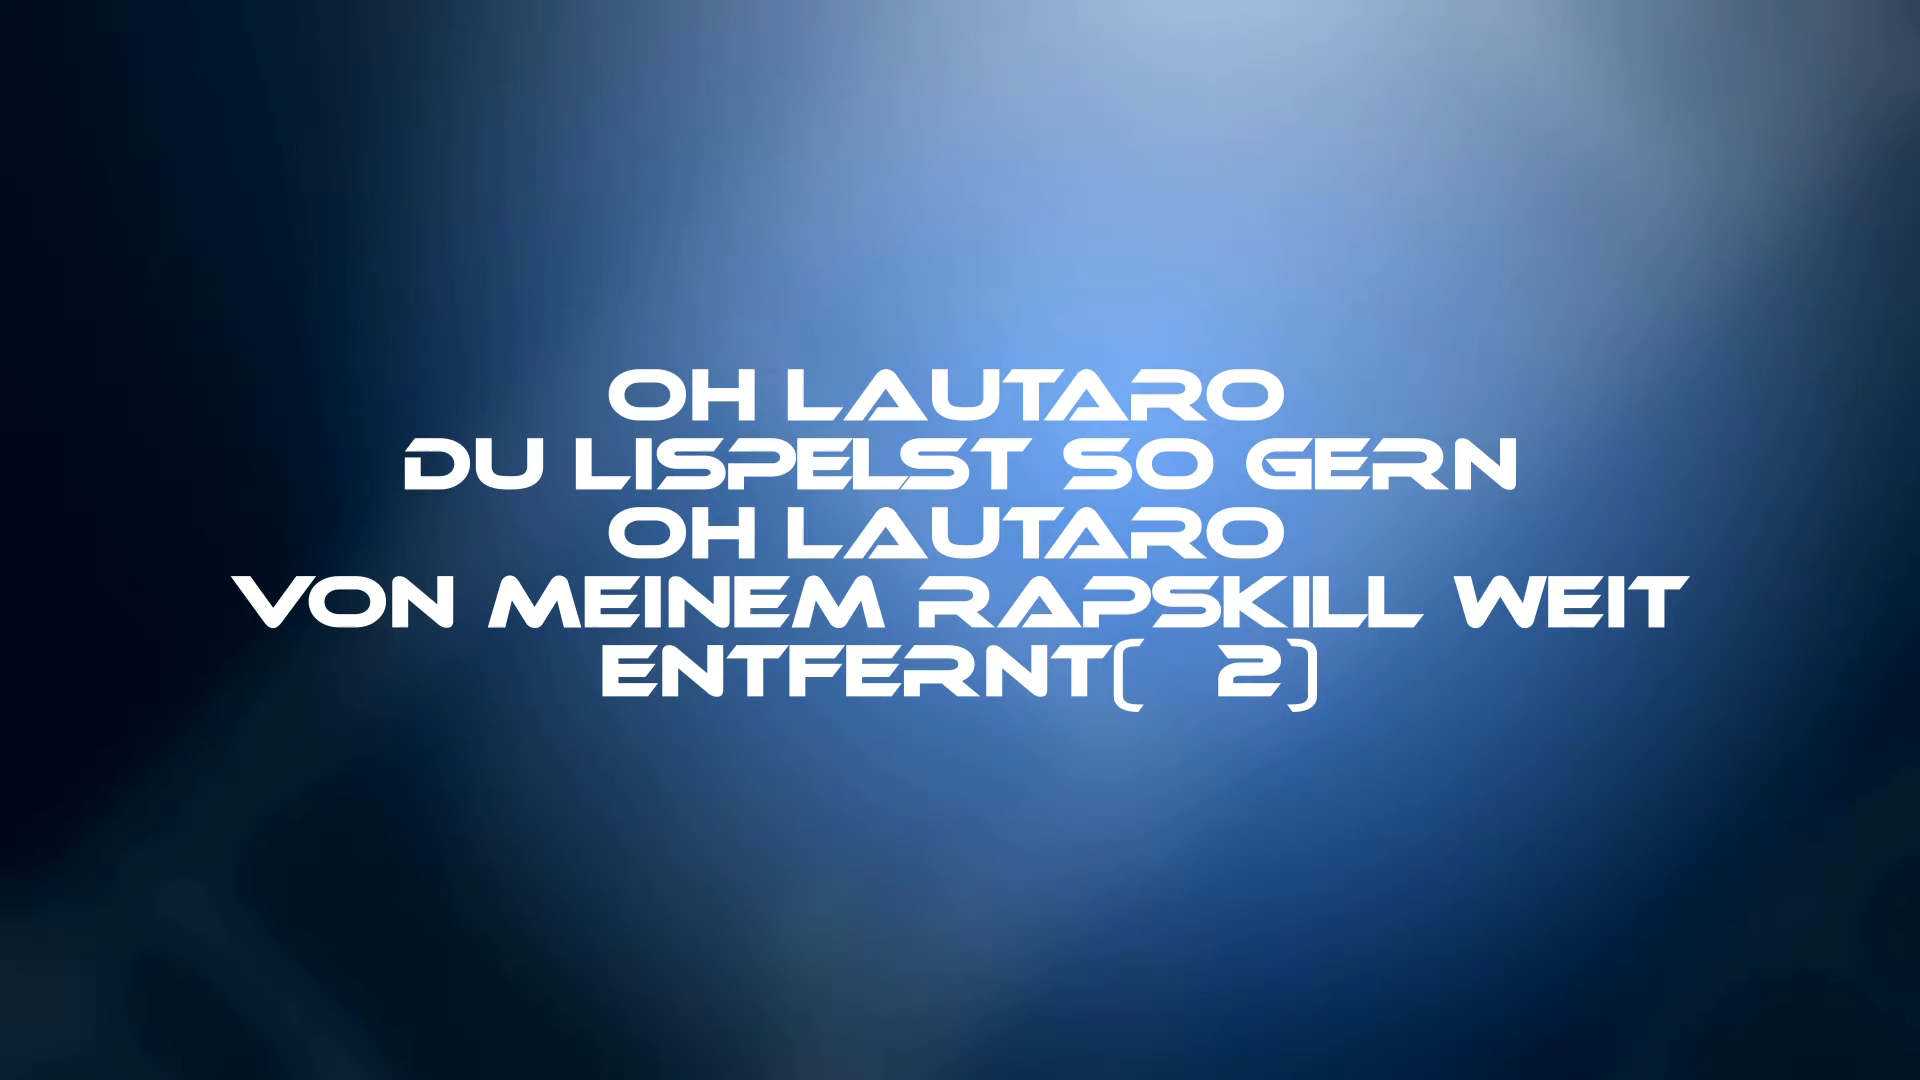 OH LAUTARO
DU LISPELST SO GERN
OH LAUTARO
VON MEINEM RAPSKILL WEIT
ENTFERNT( 2)